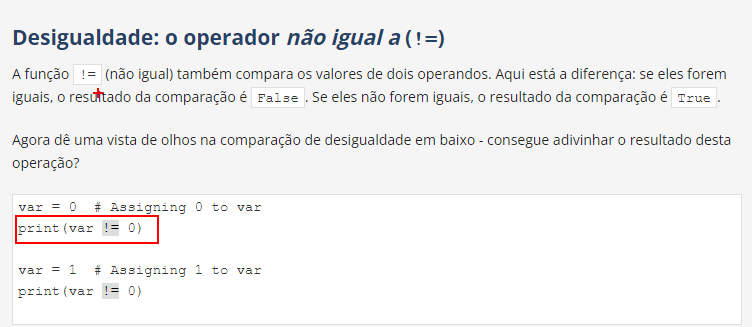 Desigualdade: o operador não igual a (!=)
A função != (não igual) também compara os valores de dois operandos. Aqui está a diferença: se eles forem
iguais, o resultado da comparação é False . Se eles não forem iguais, o resultado da comparação é True .
Agora dê uma vista de olhos na comparação de desigualdade em baixo - consegue adivinhar o resultado desta
operação?
var = 0  # Assigning 0 to var
print(var != 0)
var = 1  # Assigning 1 to var
print(var != 0)